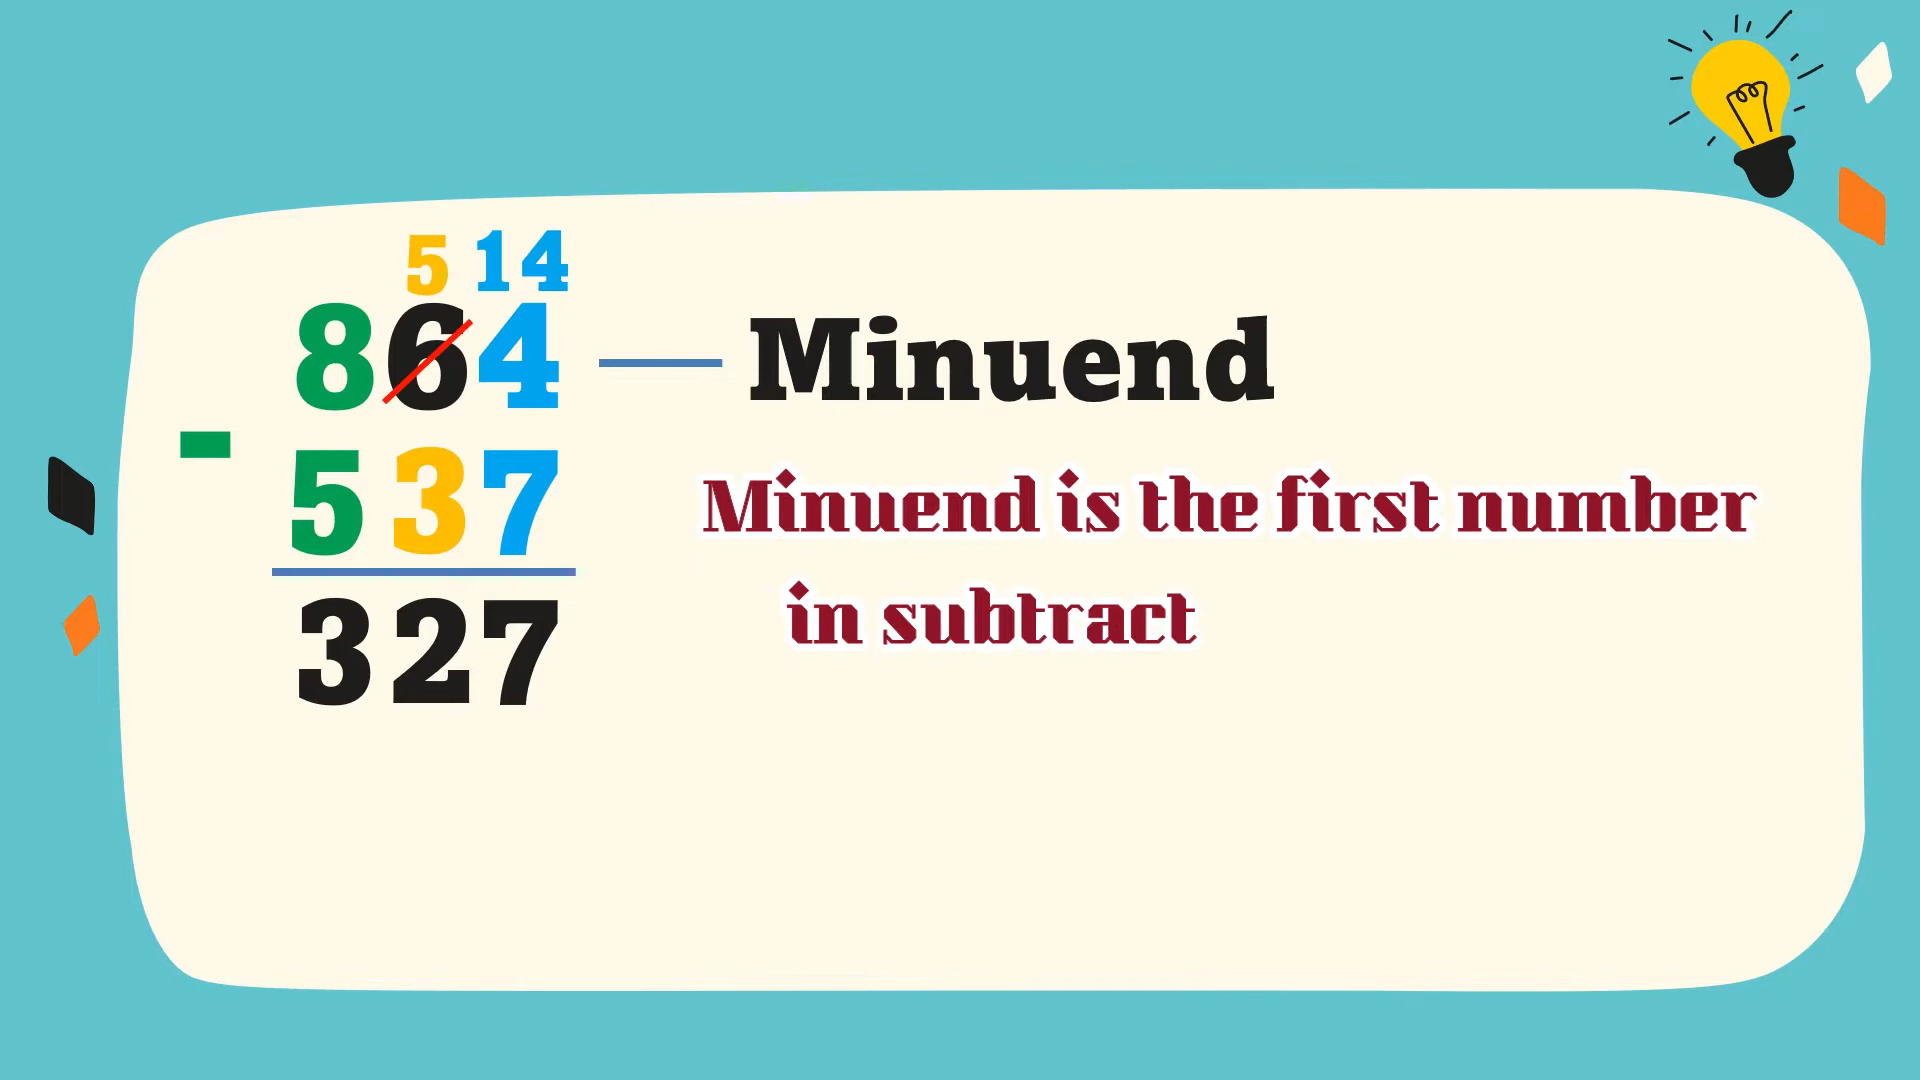 5 14
864 — Minuend
- 537
Minuend is the first number
in subtract
327